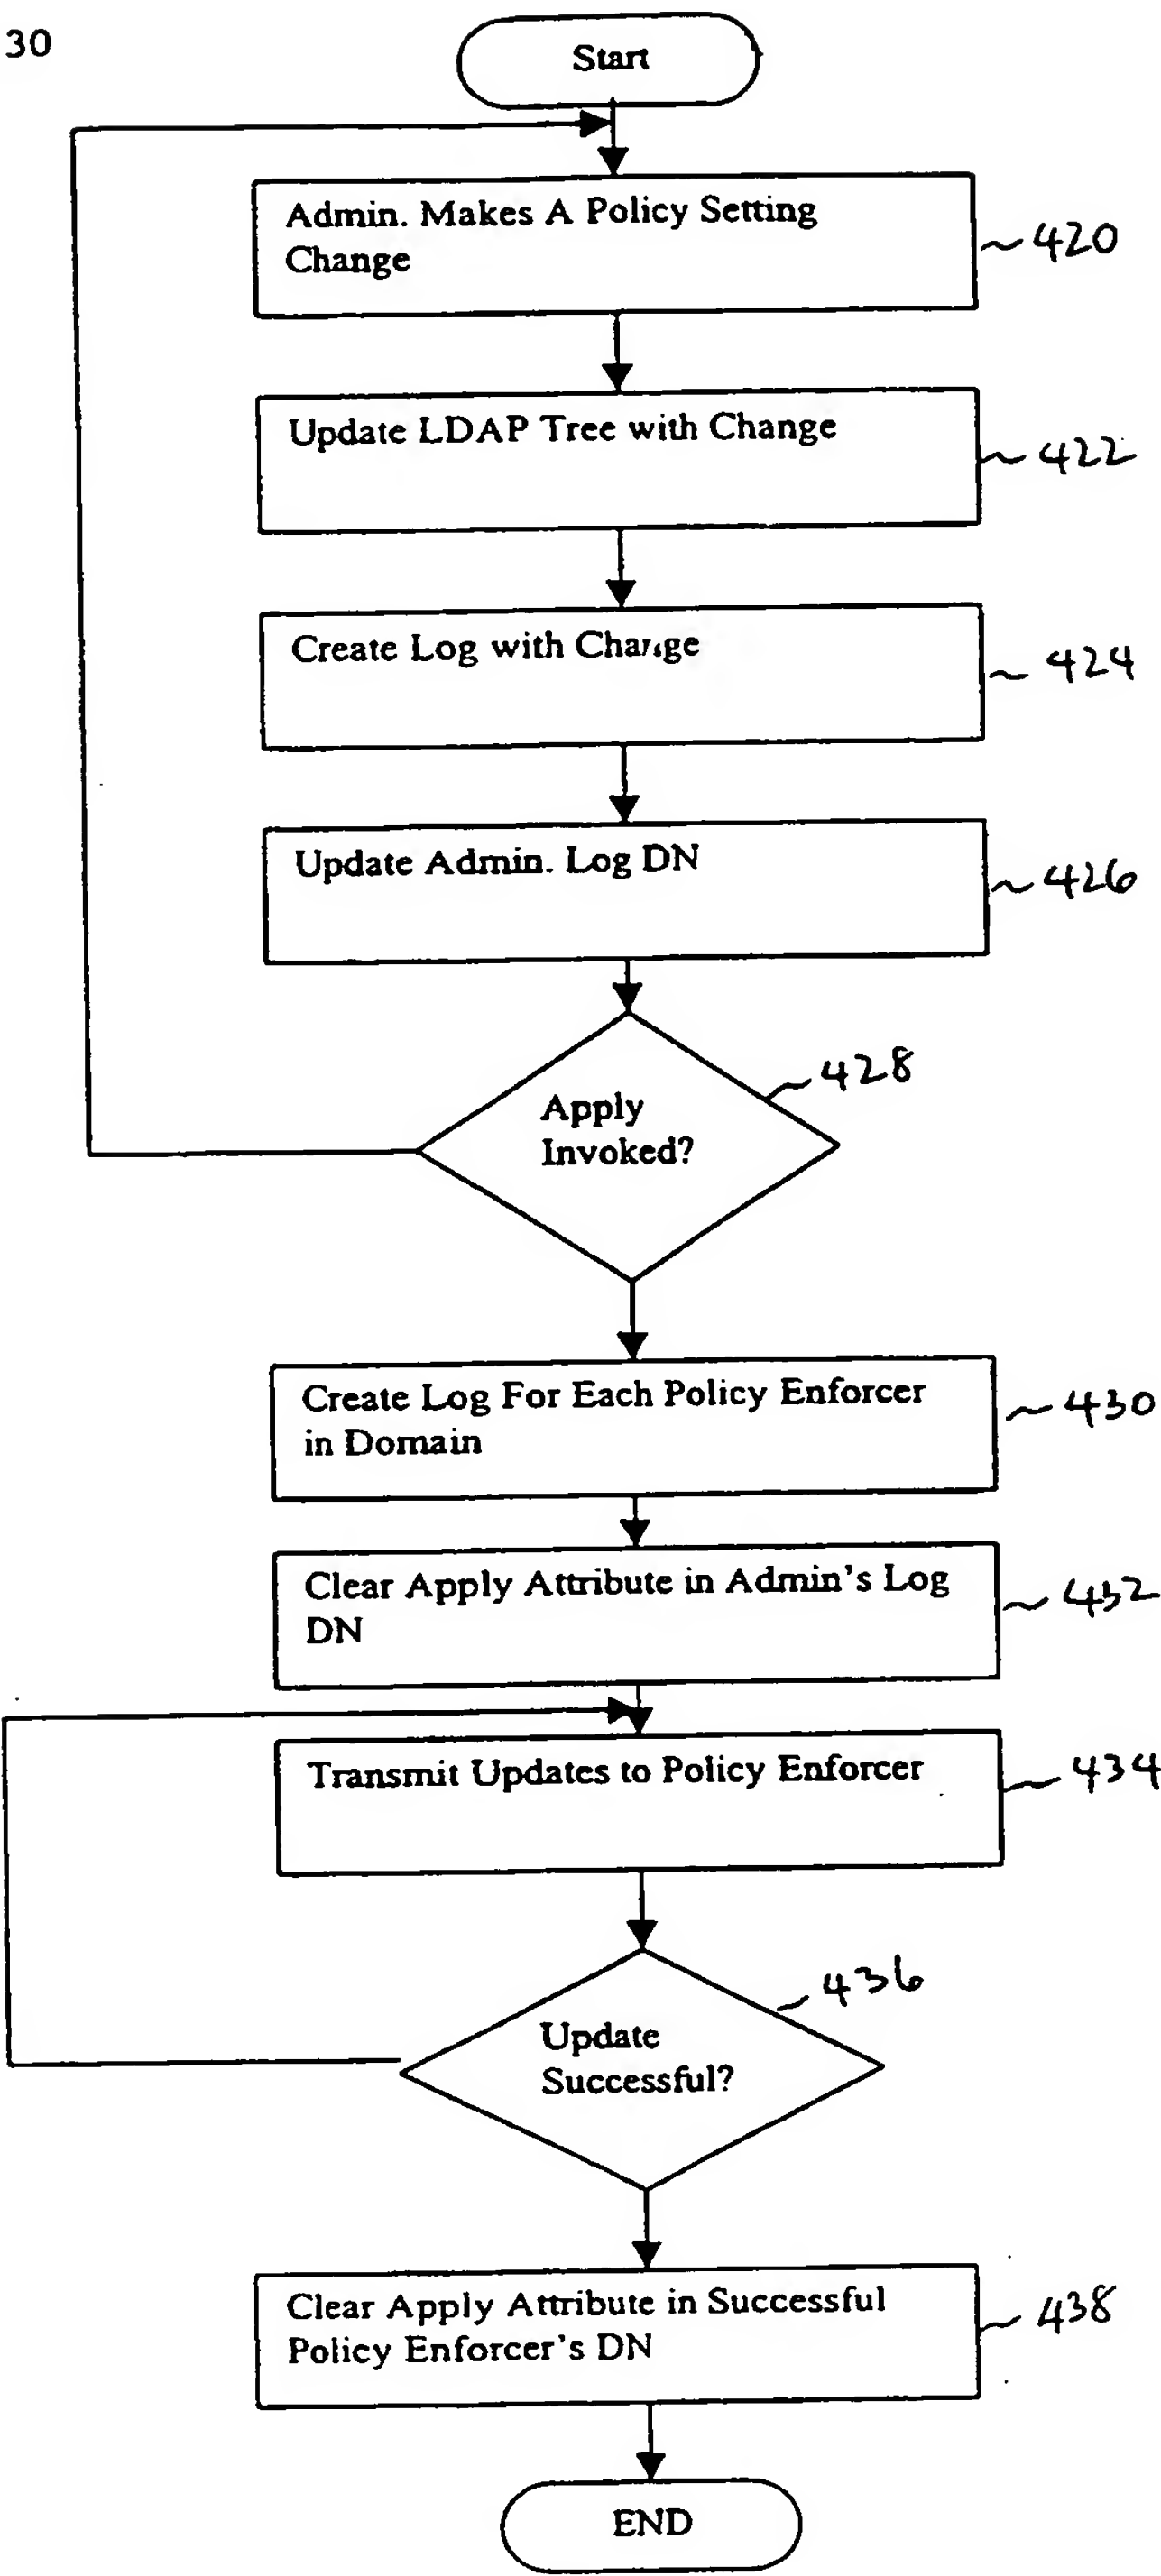 30
Start
Admin. Makes A Policy Setting
Change
420
Update LDAP Tree with Change
422
Create Log with Change
424
Update Admin. Log DN
426
428
Apply
Invoked?
Create Log For Each Policy Enforcer
in Domain
430
Clear Apply Attribute in Admin's Log
DN
432
Transmit Updates to Policy Enforcer
434
436
Update
Successful?
Clear Apply Attribute in Successful
Policy Enforcer's DN
438
END